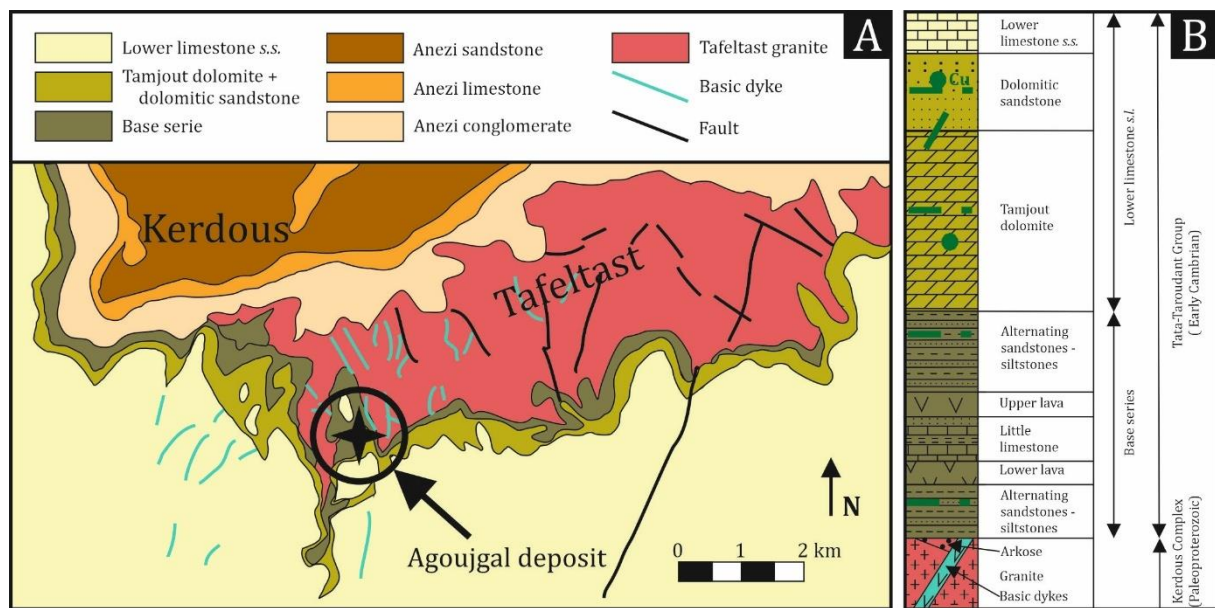 A
Lower limestone s.s.
Tamjout dolomite +
dolomitic sandstone
Base serie
Anezi sandstone
Anezi limestone
Anezi conglomerate
Tafeltast granite
Basic dyke
Fault
Kerdous
Tafeltast
Agoujgal deposit
N
0 1 2 km
B
Lower
limestone s.s.
Cu
Dolomitic
sandstone
Tamjout
dolomite
Alternating
sandstones -
siltstones
Upper lava
Little
limestone
Lower lava
Alternating
sandstones -
siltstones
Arkose
Granite
Basic dykes
Lower limestone s.l.
Base series
Tata-Taroudant Group
( Early Cambrian)
Kerdous Complex
(Paleoproterozoic)